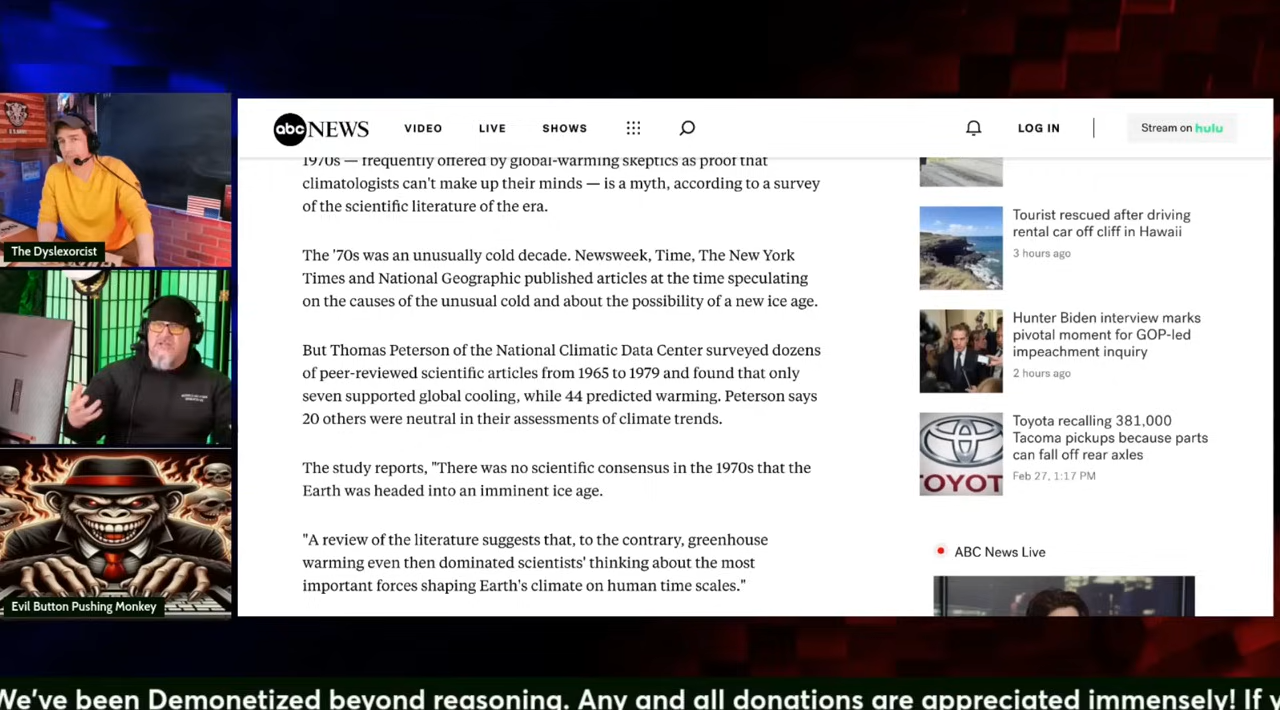 abc NEWS
VIDEO
LIVE
SHOWS
LOG IN
Stream on hulu
1970s — frequently offered by global-warming skeptics as proof that
climatologists can't make up their minds — is a myth, according to a survey
of the scientific literature of the era.
The '70s was an unusually cold decade. Newsweek, Time, The New York
Times and National Geographic published articles at the time speculating
on the causes of the unusual cold and about the possibility of a new ice age.
But Thomas Peterson of the National Climatic Data Center surveyed dozens
of peer-reviewed scientific articles from 1965 to 1979 and found that only
seven supported global cooling, while 44 predicted warming. Peterson says
20 others were neutral in their assessments of climate trends.
The study reports, "There was no scientific consensus in the 1970s that the
Earth was headed into an imminent ice age.
"A review of the literature suggests that, to the contrary, greenhouse
warming even then dominated scientists' thinking about the most
important forces shaping Earth's climate on human time scales."
Tourist rescued after driving
rental car off cliff in Hawaii
3 hours ago
Hunter Biden interview marks
pivotal moment for GOP-led
impeachment inquiry
2 hours ago
TOYOT
Toyota recalling 381,000
Tacoma pickups because parts
can fall off rear axles
Feb 27, 1:17 PM
ABC News Live
The Dyslexorcist
Evil Button Pushing Monkey
We've been Demonetized beyond reasoning. Any and all donations are appreciated immensely! If y